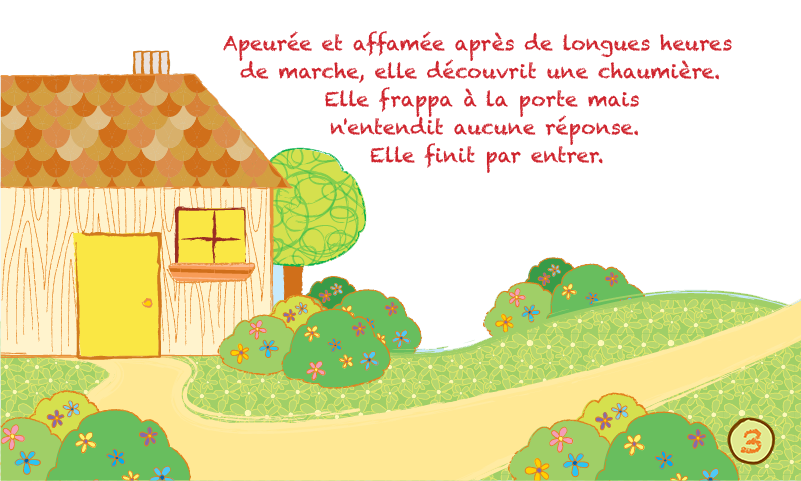 Apeurée et affamée après de longues heures
de marche, elle découvrit une chaumière.
Elle frappa à la porte mais
n'entendit aucune réponse.
Elle finit par entrer.
3